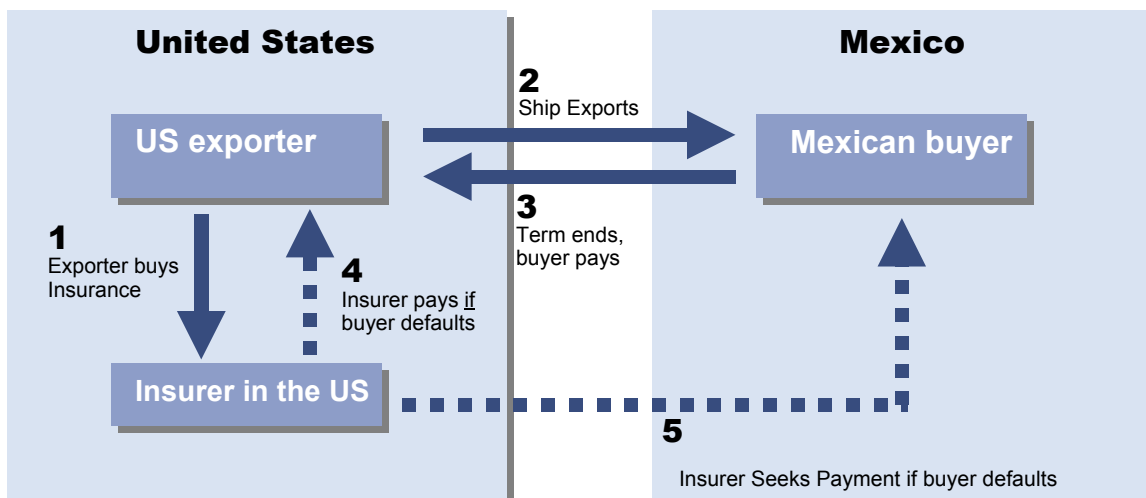 United States
Mexico
2
Ship Exports
US exporter
Mexican buyer
3
Term ends,
buyer pays
1
Exporter buys
Insurance
4
Insurer pays if
buyer defaults
Insurer in the US
5
Insurer Seeks Payment if buyer defaults